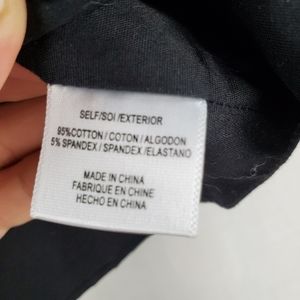 SELF/SOI /EXTERIOR
95%COTTON / COTON / ALGODON
5% SPANDEX / SPANDEX /ELASTANO
MADE IN CHINA
FABRIQUE EN CHINE
HECHO EN CHINA